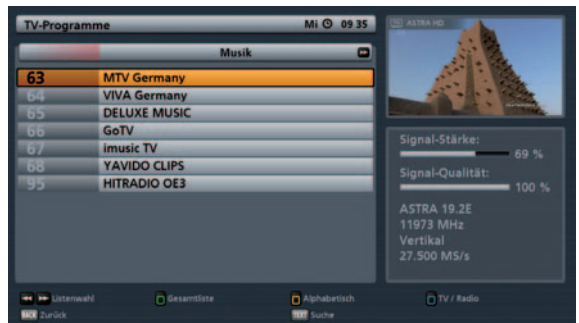 TV-Programme Mi 09 35
Musik
63 MTV Germany
64 VIVA Germany
65 DELUXE MUSIC
66 GoTV
67 imusic TV
68 YAVIDO CLIPS
95 HITRADIO OE3
ASTRA HD
Signal-Stärke:
69 %
Signal-Qualität:
100 %
ASTRA 19.2E
11973 MHz
Vertikal
27.500 MS/s
Listenwahl Gesamtliste Alphabetisch TV / Radio
BACK Zurück TEXT Suche